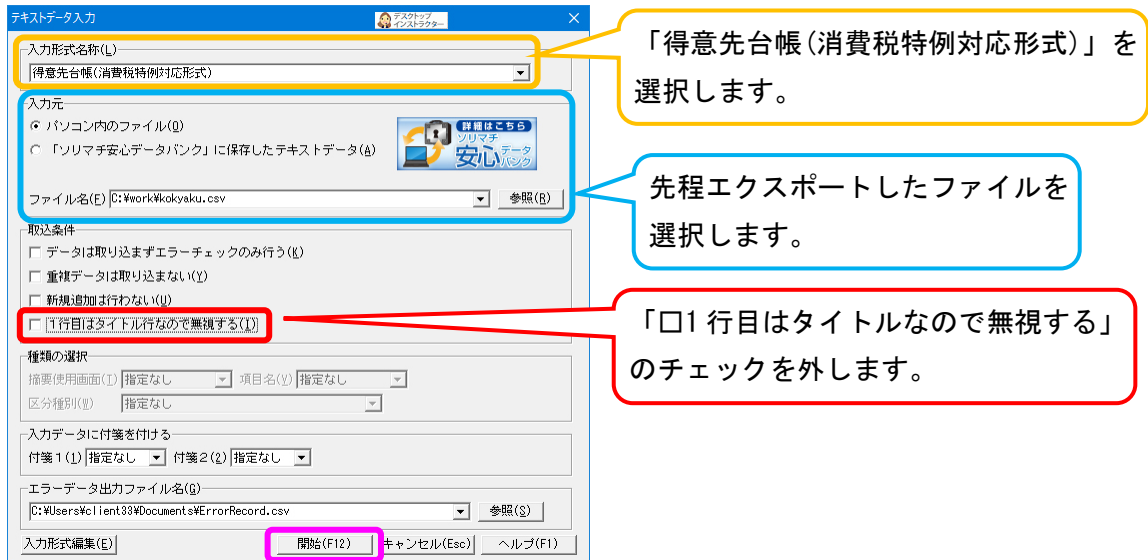 テキストデータ入力
デスクトップ
インストラクター
入力形式名称(L)
得意先台帳(消費税特例対応形式)
「得意先台帳(消費税特例対応形式)」を
選択します。
入力元
パソコン内のファイル(O)
「ソリマチ安心データバンク」に保存したテキストデータ(A)
詳細はこちら
ソリマチ
安心データ
バンク
ファイル名(F) C:¥work¥kokyaku.csv 参照(R)
先程エクスポートしたファイルを
選択します。
取込条件
データは取り込まずエラーチェックのみ行う(K)
重複データは取り込まない(Y)
新規追加は行わない(U)
1行目はタイトル行なので無視する(I)
「□1 行目はタイトルなので無視する」
のチェックを外します。
種類の選択
摘要使用画面(T) 指定なし 項目名(V) 指定なし
区分種別(W) 指定なし
入力データに付箋を付ける
付箋1(1) 指定なし 付箋2(2) 指定なし
エラーデータ出力ファイル名(G)
C:¥Users¥client33¥Documents¥ErrorRecord.csv 参照(S)
入力形式編集(E) 開始(F12) キャンセル(Esc) ヘルプ(F1)